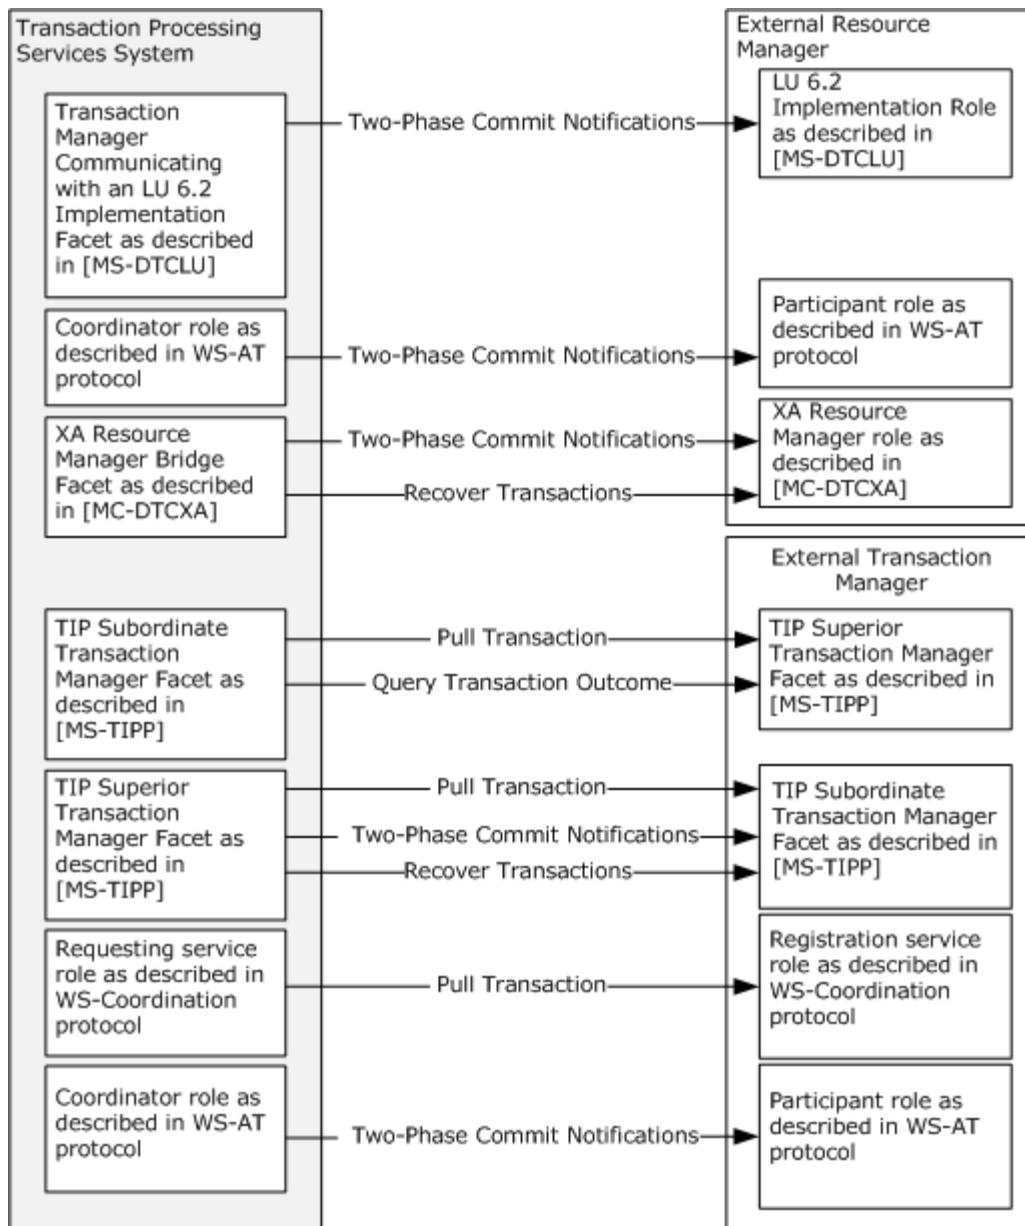 Transaction Processing
Services System
Transaction
Manager
Communicating
with an LU 6.2
Implementation
Facet as described
in [MS-DTCLU]
Two-Phase Commit Notifications
External Resource
Manager
LU 6.2
Implementation Role
as described in
[MS-DTCLU]
Coordinator role as
described in WS-AT
protocol
Two-Phase Commit Notifications
Participant role as
described in WS-AT
protocol
XA Resource
Manager Bridge
Facet as described
in [MC-DTCXA]
Two-Phase Commit Notifications
Recover Transactions
XA Resource
Manager role as
described in
[MC-DTCXA]
External Transaction
Manager
TIP Subordinate
Transaction
Manager Facet as
described in
[MS-TIPP]
Pull Transaction
Query Transaction Outcome
TIP Superior
Transaction Manager
Facet as described in
[MS-TIPP]
TIP Superior
Transaction
Manager Facet as
described in
[MS-TIPP]
Pull Transaction
Two-Phase Commit Notifications
Recover Transactions
TIP Subordinate
Transaction Manager
Facet as described in
[MS-TIPP]
Requesting service
role as described in
WS-Coordination
protocol
Pull Transaction
Registration service
role as described in
WS-Coordination
protocol
Coordinator role as
described in WS-AT
protocol
Two-Phase Commit Notifications
Participant role as
described in WS-AT
protocol